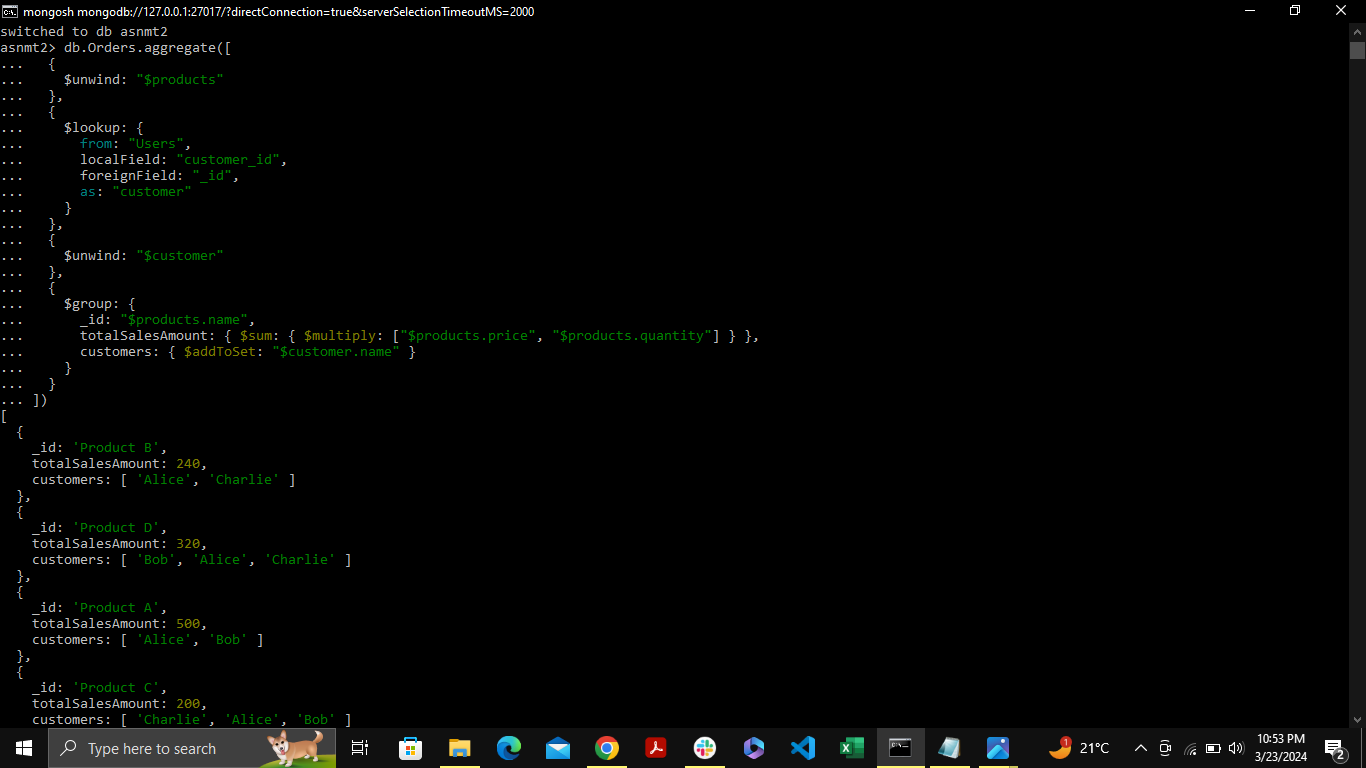 mongosh mongodb://127.0.0.1:27017/?directConnection=true&serverSelectionTimeoutMS=2000
switched to db asnmt2
asnmt2> db.Orders.aggregate([
...   {
...     $unwind: "$products"
...   },
...   {
...     $lookup: {
...       from: "Users",
...       localField: "customer_id",
...       foreignField: "_id",
...       as: "customer"
...     }
...   },
...   {
...     $unwind: "$customer"
...   },
...   {
...     $group: {
...       _id: "$products.name",
...       totalSalesAmount: { $sum: { $multiply: ["$products.price", "$products.quantity"] } },
...       customers: { $addToSet: "$customer.name" }
...     }
...   }
... ])
[
  {
    _id: 'Product B',
    totalSalesAmount: 240,
    customers: [ 'Alice', 'Charlie' ]
  },
  {
    _id: 'Product D',
    totalSalesAmount: 320,
    customers: [ 'Bob', 'Alice', 'Charlie' ]
  },
  {
    _id: 'Product A',
    totalSalesAmount: 500,
    customers: [ 'Alice', 'Bob' ]
  },
  {
    _id: 'Product C',
    totalSalesAmount: 200,
    customers: [ 'Charlie', 'Alice', 'Bob' ]
Type here to search
1
21°C
10:53 PM
3/23/2024
2